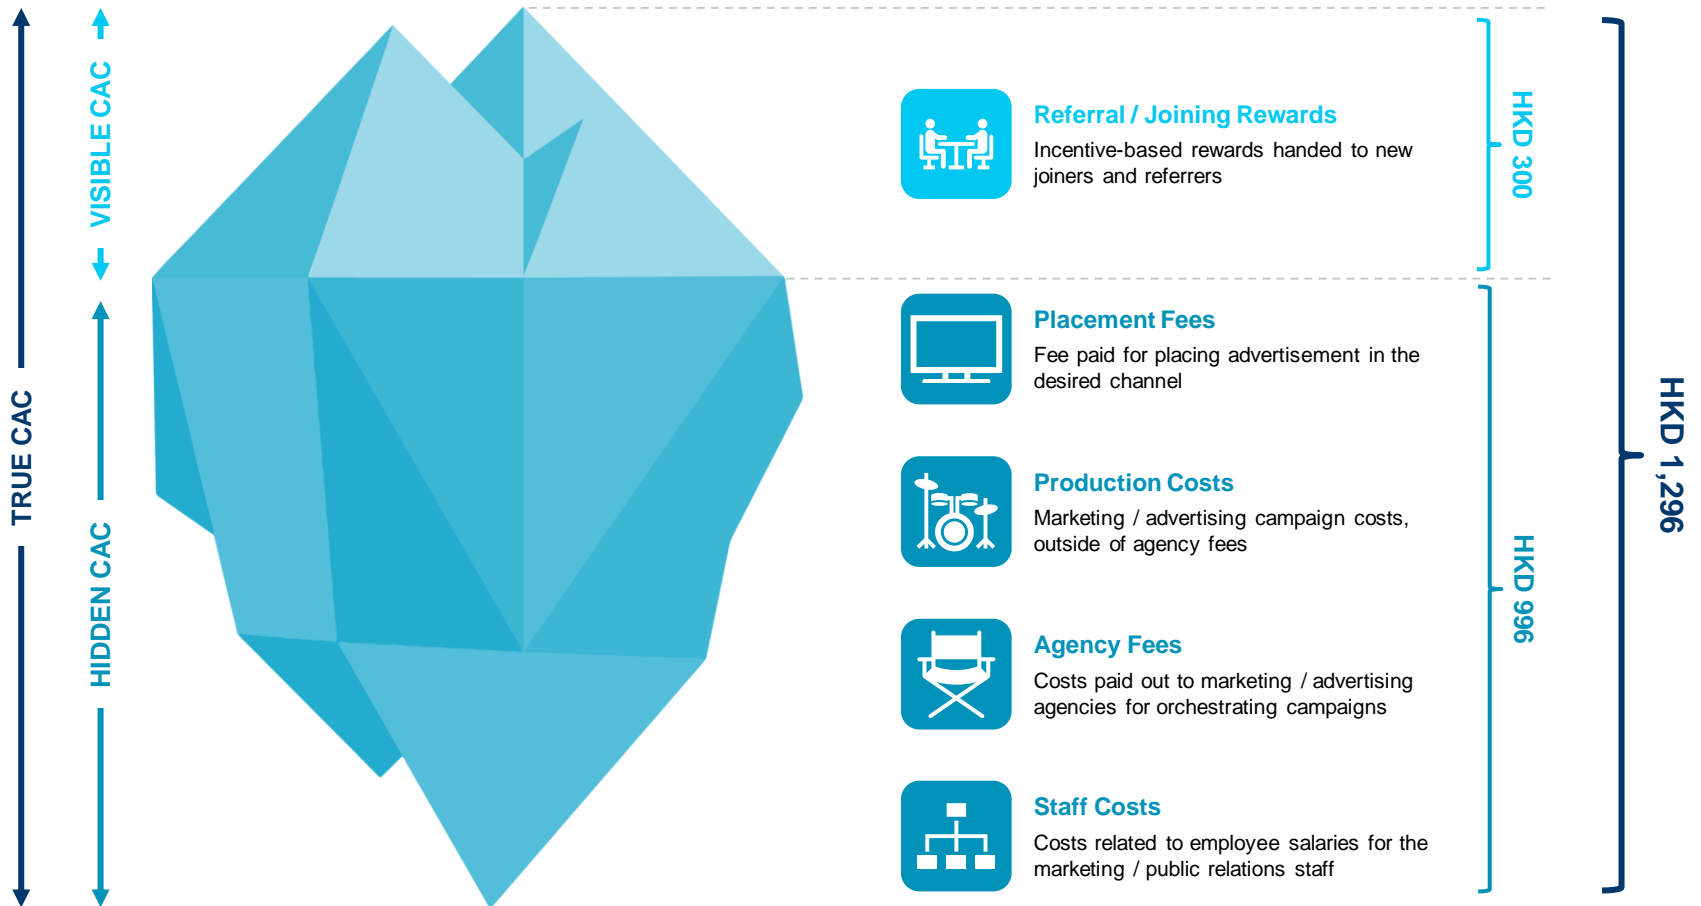 TRUE CAC
VISIBLE CAC
HIDDEN CAC
Referral / Joining Rewards
Incentive-based rewards handed to new
joiners and referrers
HKD 300
Placement Fees
Fee paid for placing advertisement in the
desired channel
Production Costs
Marketing / advertising campaign costs,
outside of agency fees
Agency Fees
Costs paid out to marketing / advertising
agencies for orchestrating campaigns
Staff Costs
Costs related to employee salaries for the
marketing / public relations staff
HKD 996
HKD 1,296